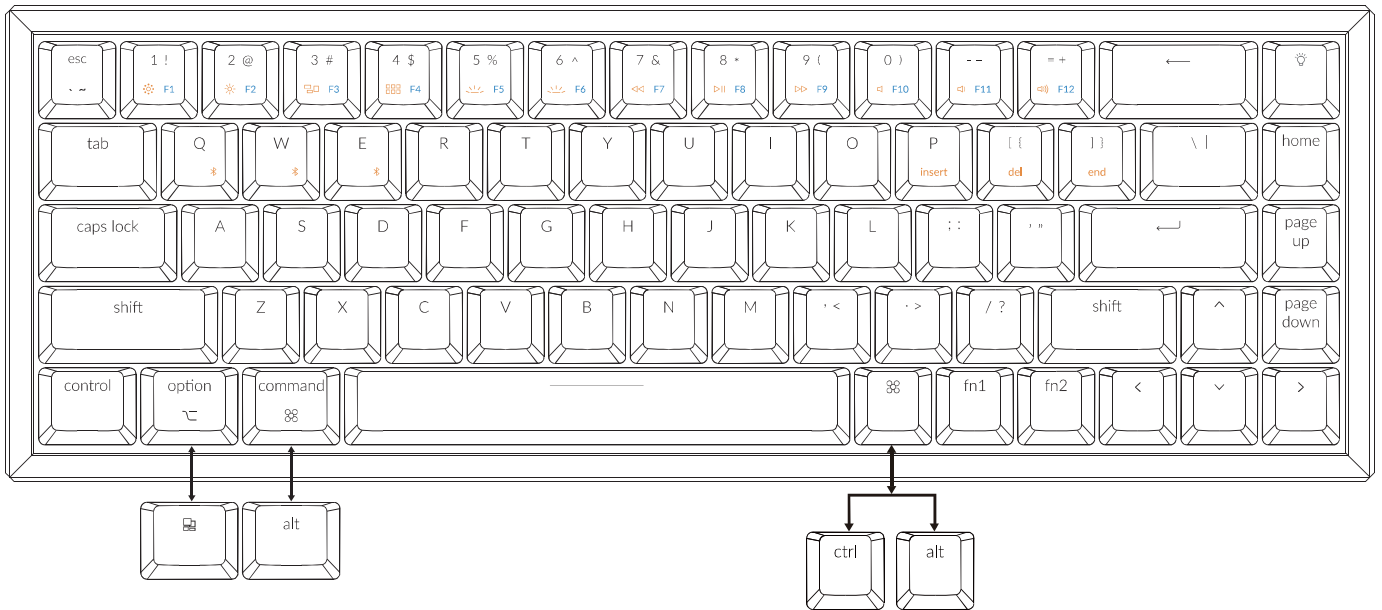 esc 1 ! 2 @ 3 # 4 $ 5 % 6 ^ 7 & 8 * 9 ( 0 ) - – = +
` ~ F1 F2 F3 F4 F5 F6 F7 F8 F9 F10 F11 F12
tab Q W E R T Y U I O P [ { ] } \ | home
insert del end
caps lock A S D F G H J K L ; : ' " page
up
shift Z X C V B N M , < . > / ? shift ^ page
down
control option command ⌘ fn1 fn2 < ⌄ >
⌥ ⌘
alt
ctrl alt